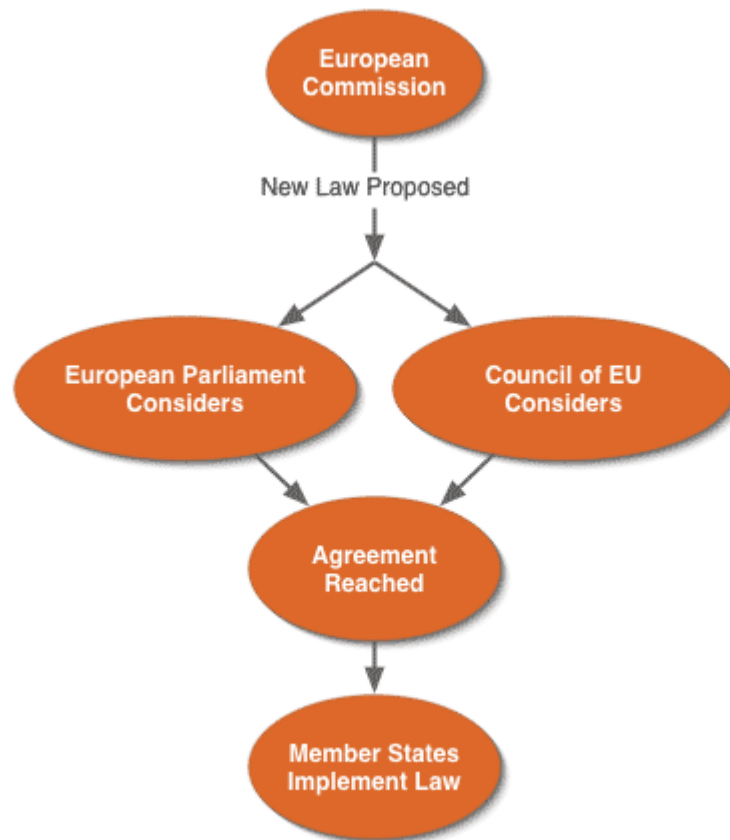 European
Commission
New Law Proposed
European Parliament
Considers
Council of EU
Considers
Agreement
Reached
Member States
Implement Law